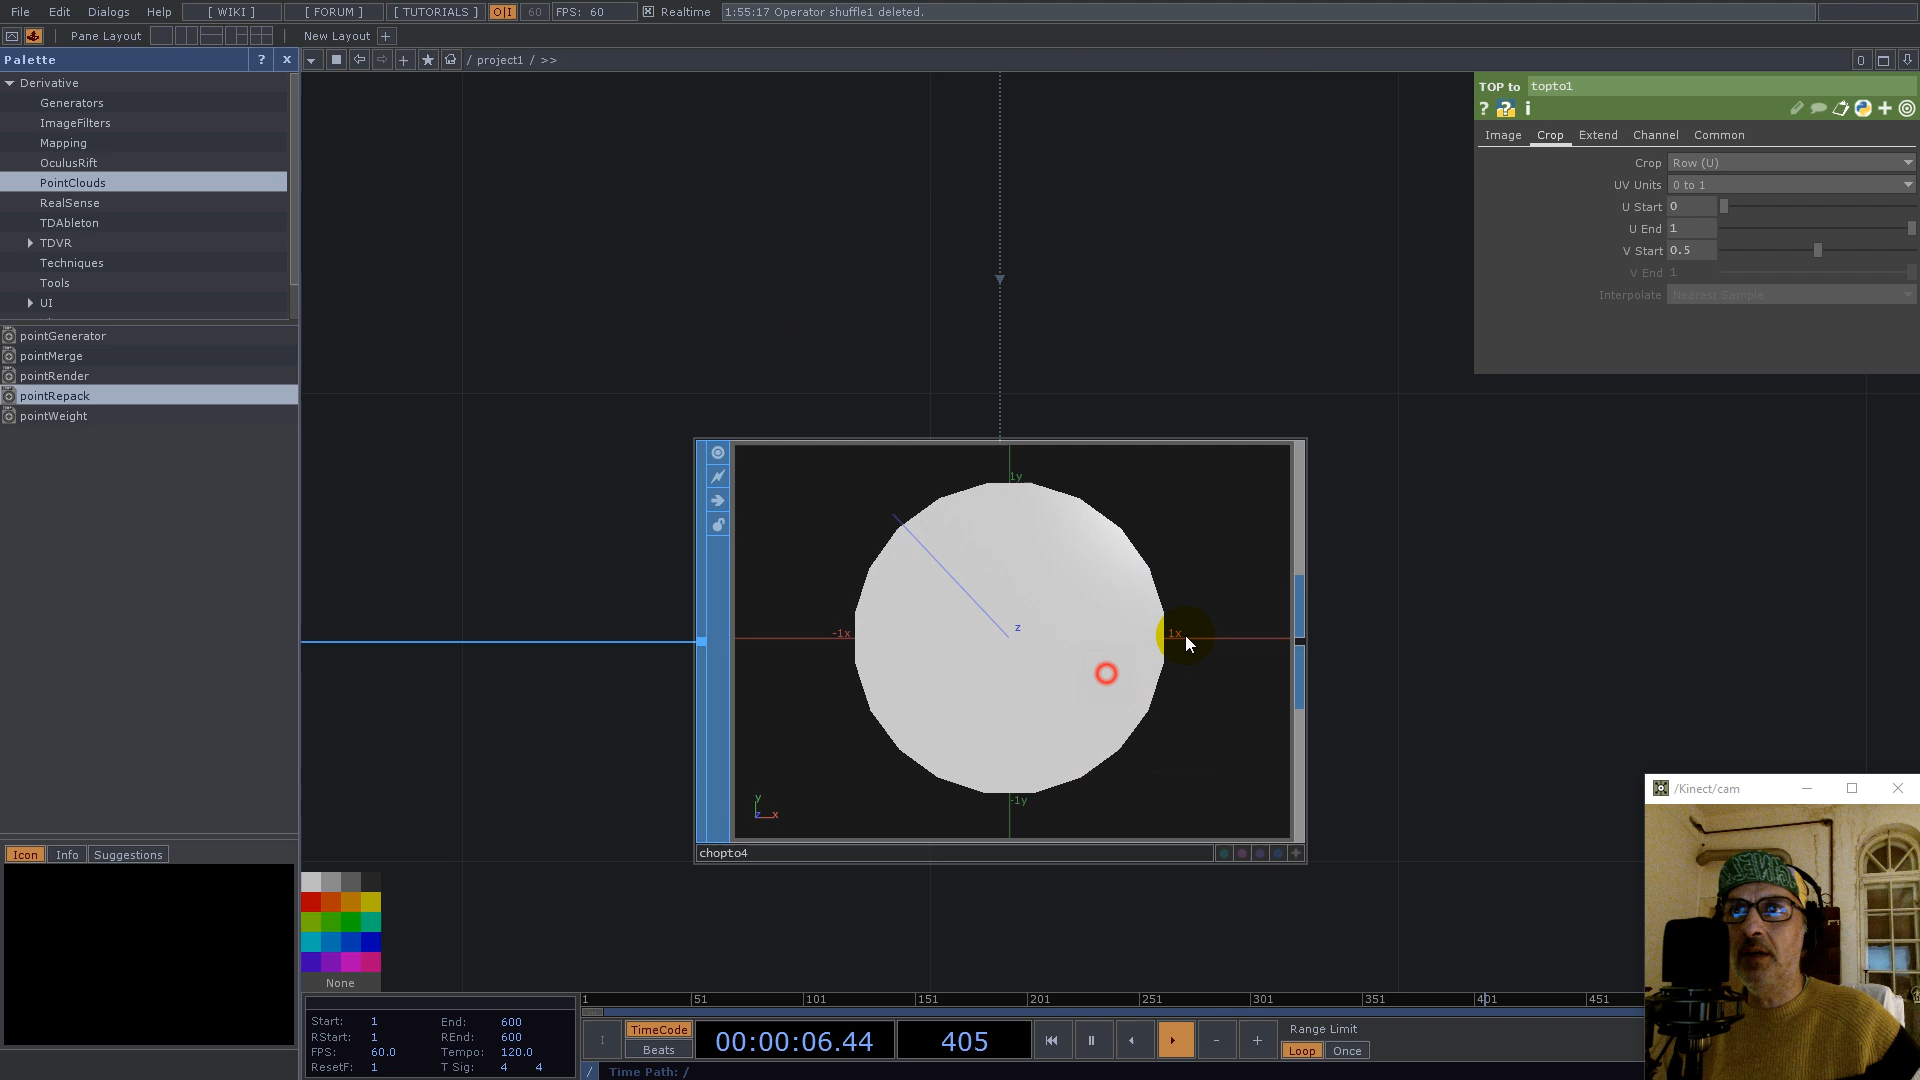 File Edit Dialogs Help [ WIKI ] [ FORUM ] [ TUTORIALS ] O|I 60 FPS: 60 Realtime 1:55:17 Operator shuffle1 deleted.
Pane Layout New Layout +
Palette ? x / project1 / >> 0
Derivative
Generators
ImageFilters
Mapping
OculusRift
PointClouds
RealSense
TDAbleton
TDVR
Techniques
Tools
UI
pointGenerator
pointMerge
pointRender
pointRepack
pointWeight
TOP to topto1
? ? i
Image Crop Extend Channel Common
Crop Row (U)
UV Units 0 to 1
U Start 0
U End 1
V Start 0.5
V End 1
Interpolate Nearest Sample
1y
-1x z 1x
-1y
y
z x
chopto4
/Kinect/cam
Icon Info Suggestions
None
1 51 101 151 201 251 301 351 401 451
Start: 1 End: 600
RStart: 1 REnd: 600
FPS: 60.0 Tempo: 120.0
ResetF: 1 T Sig: 4 4
TimeCode
Beats
00:00:06.44 405
Range Limit
Loop Once
/ Time Path: /